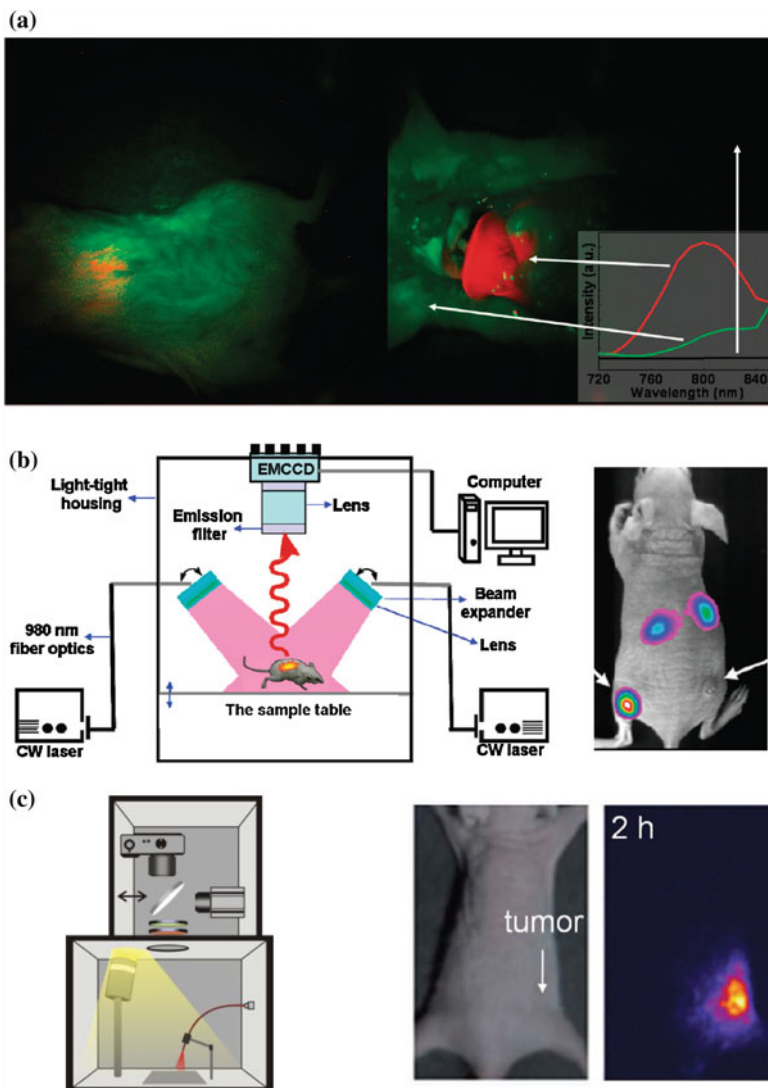 (a)
Intensity (a.u.)
720 760 800 840
Wavelength (nm)
(b)
Light-tight
housing
EMCCD
Emission
filter
Lens
Computer
Beam
expander
Lens
980 nm
fiber optics
The sample table
CW laser
CW laser
(c)
tumor
2 h